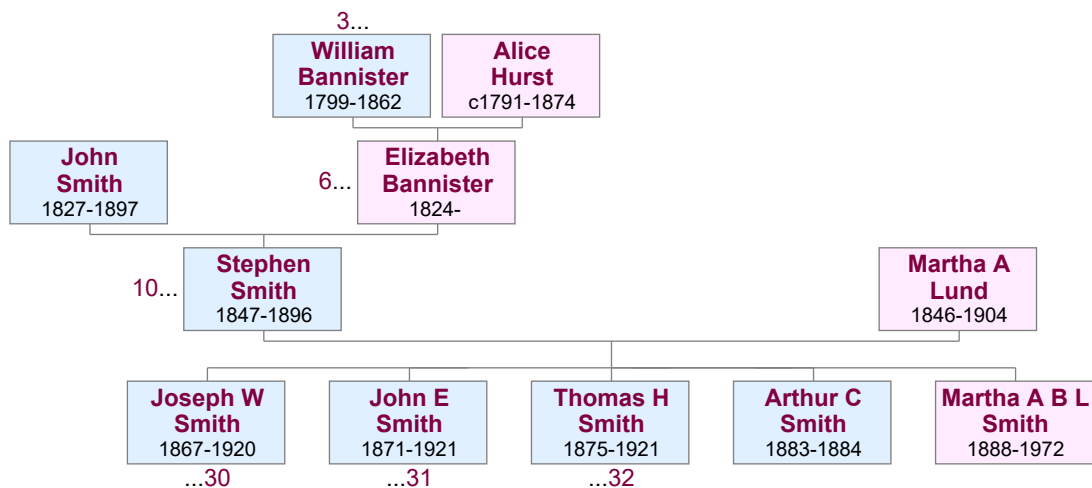 3...
William
Bannister
1799-1862
Alice
Hurst
c1791-1874
John
Smith
1827-1897
6...
Elizabeth
Bannister
1824-
10...
Stephen
Smith
1847-1896
Martha A
Lund
1846-1904
Joseph W
Smith
1867-1920
...30
John E
Smith
1871-1921
...31
Thomas H
Smith
1875-1921
...32
Arthur C
Smith
1883-1884
Martha A B L
Smith
1888-1972